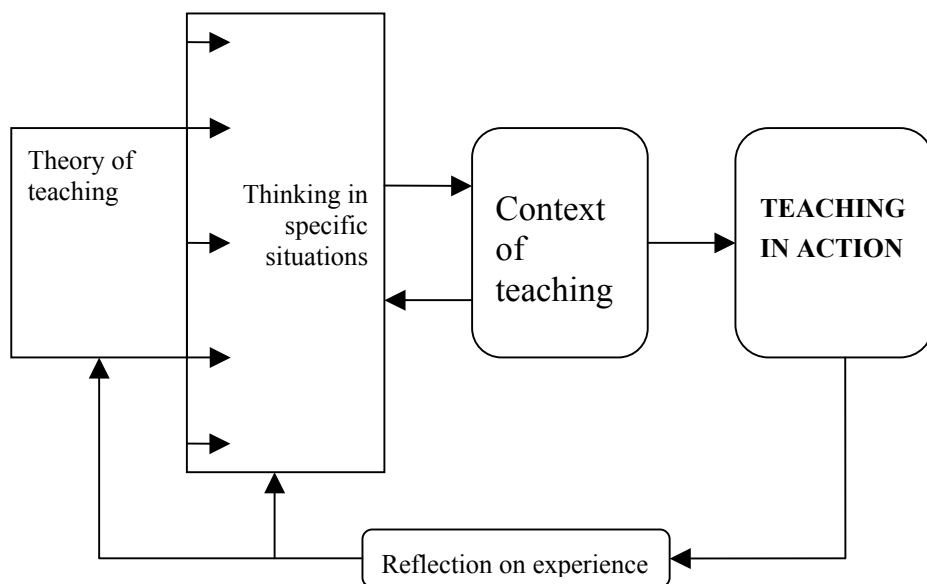 Theory of
teaching
Thinking in
specific
situations
Context
of
teaching
TEACHING
IN ACTION
Reflection on experience